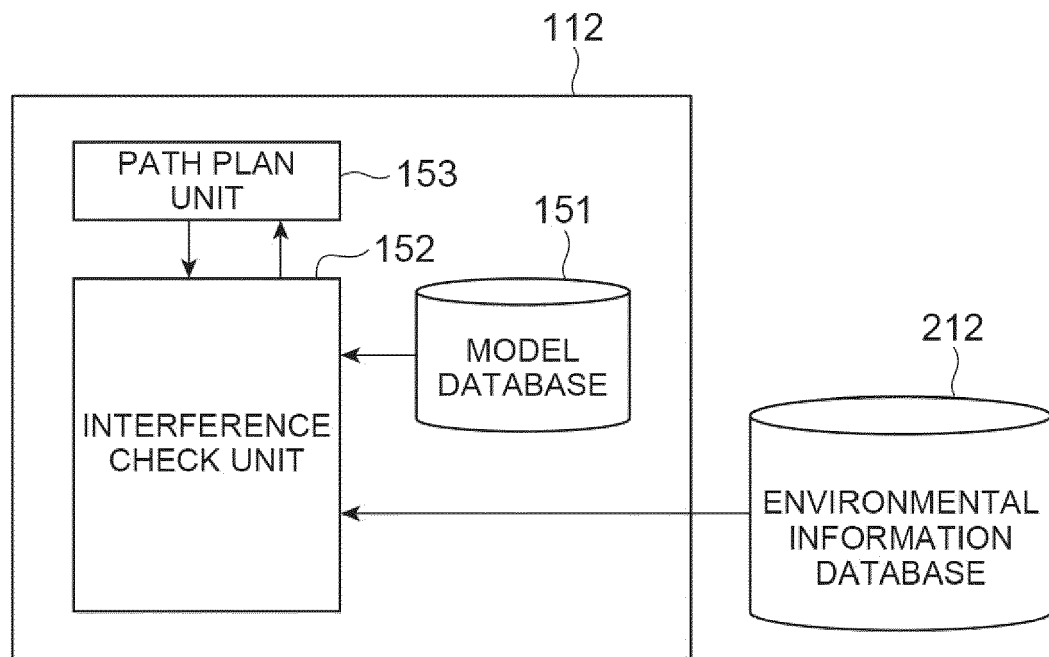 112
PATH PLAN
UNIT
153
152
151
MODEL
DATABASE
212
INTERFERENCE
CHECK UNIT
ENVIRONMENTAL
INFORMATION
DATABASE